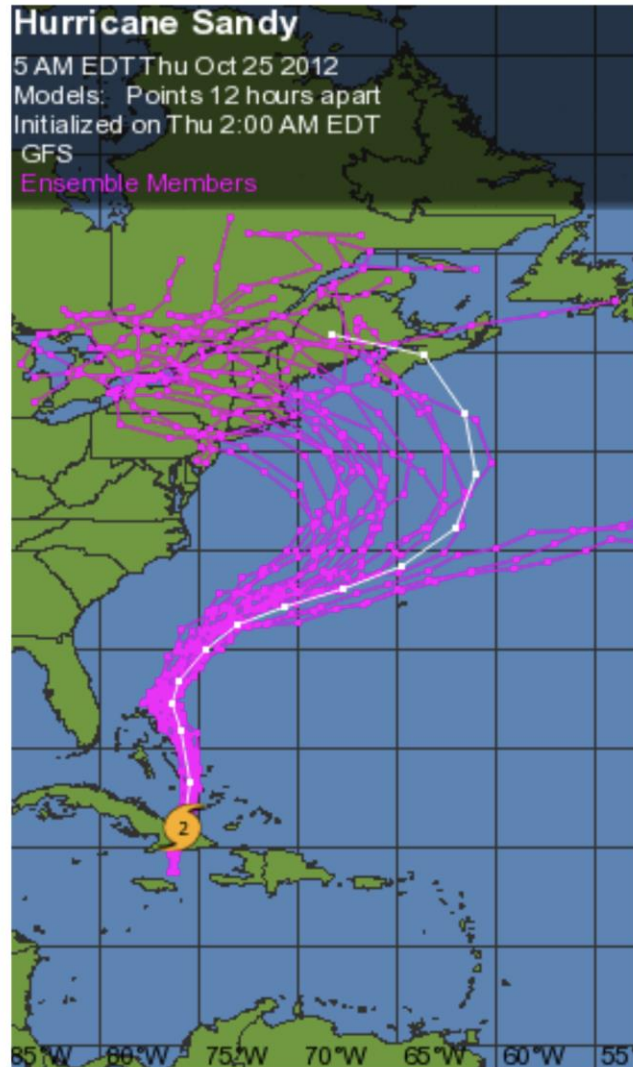 Hurricane Sandy
5 AM EDT Thu Oct 25 2012
Models: Points 12 hours apart
Initialized on Thu 2:00 AM EDT
GFS
Ensemble Members
2
85°W 80°W 75°W 70°W 65°W 60°W 55°W